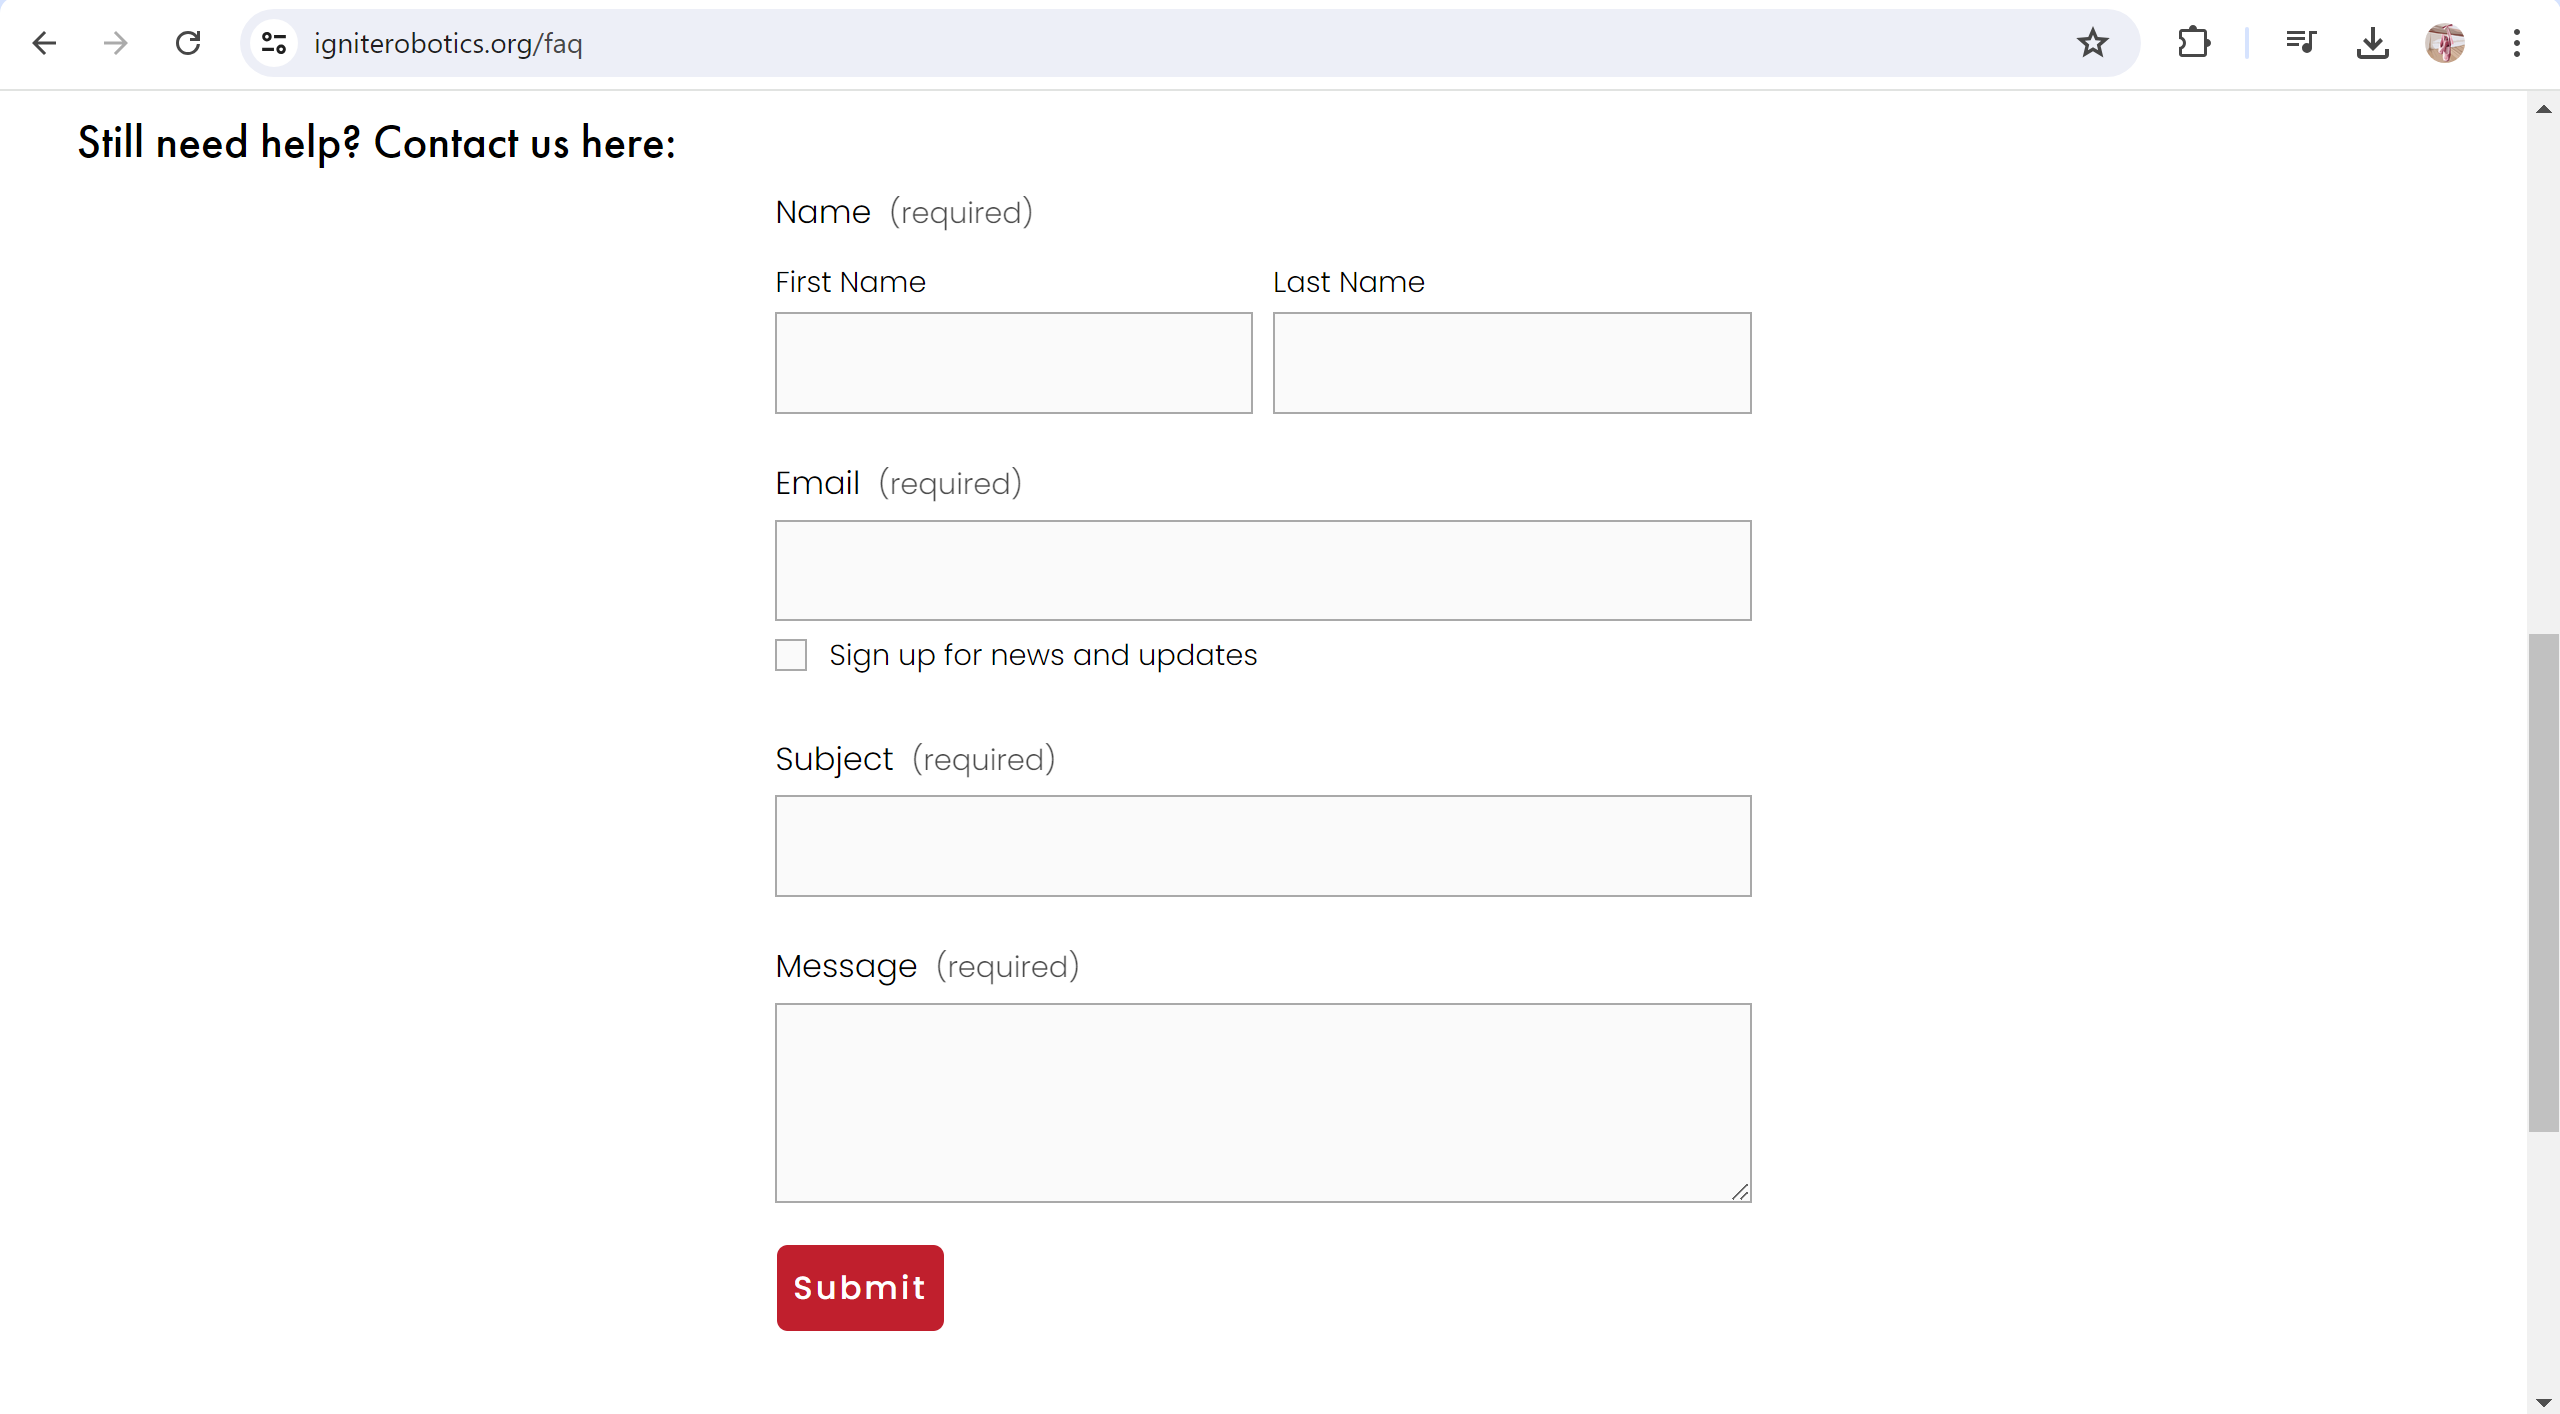 igniterobotics.org/faq
Still need help? Contact us here:
Name (required)
First Name
Last Name
Email (required)
Sign up for news and updates
Subject (required)
Message (required)
Submit